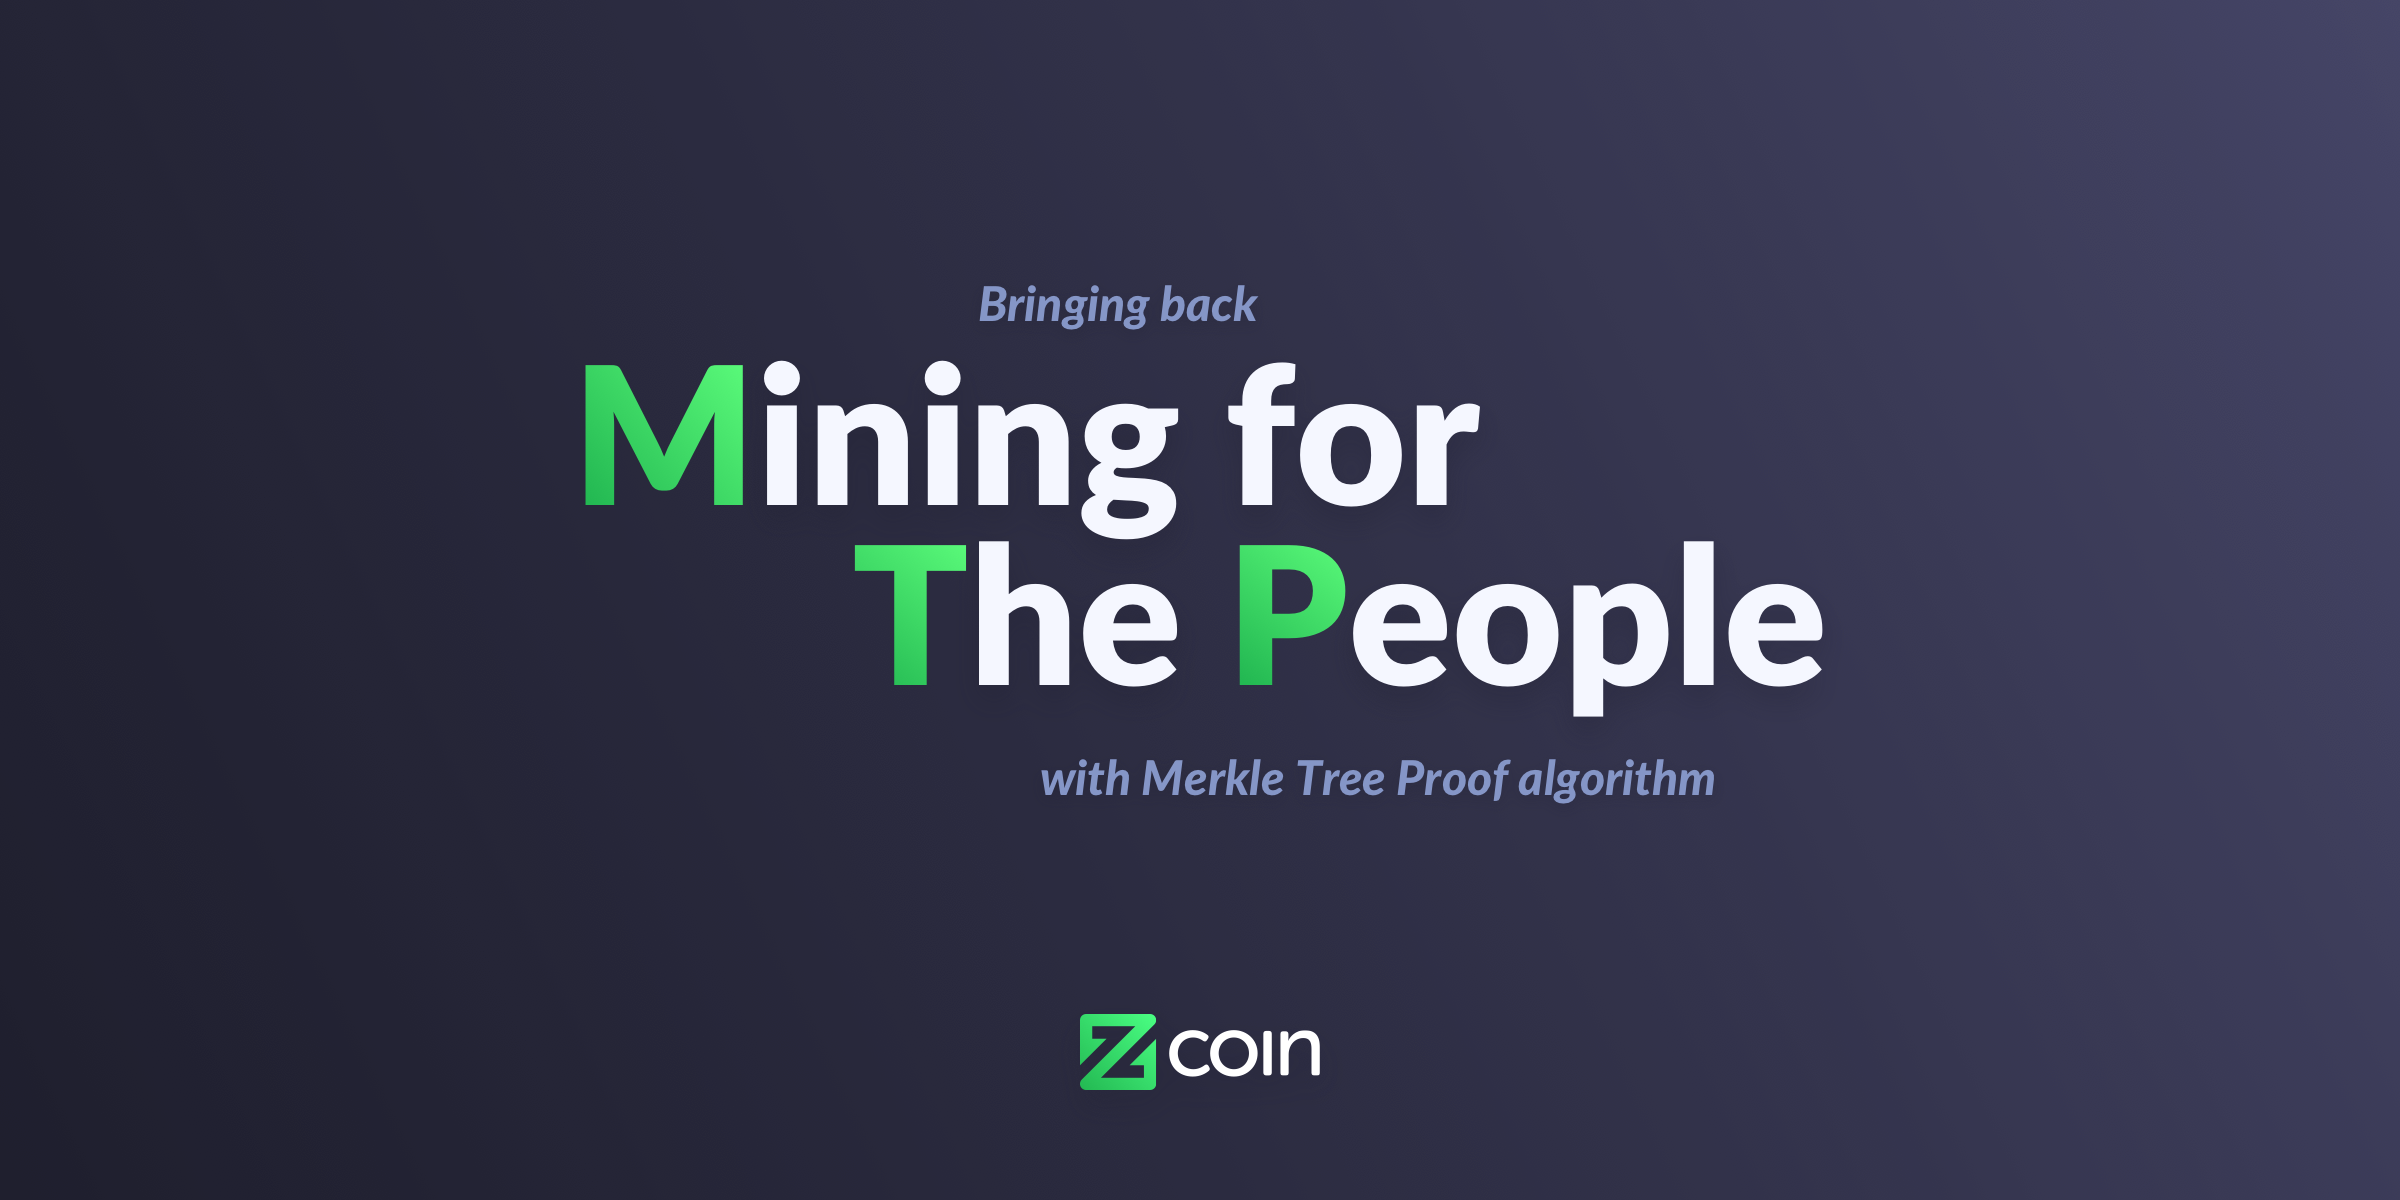 Bringing back
Mining for
The People
with Merkle Tree Proof algorithm
Zcoin